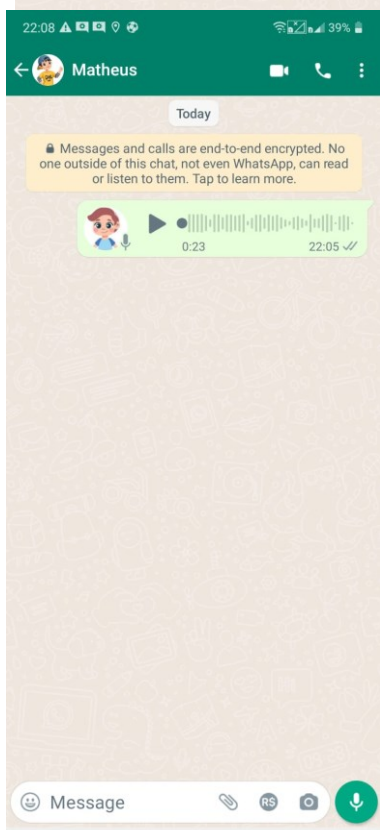 22:08 39%
Matheus
Today
Messages and calls are end-to-end encrypted. No
one outside of this chat, not even WhatsApp, can read
or listen to them. Tap to learn more.
0:23 22:05
Message R$